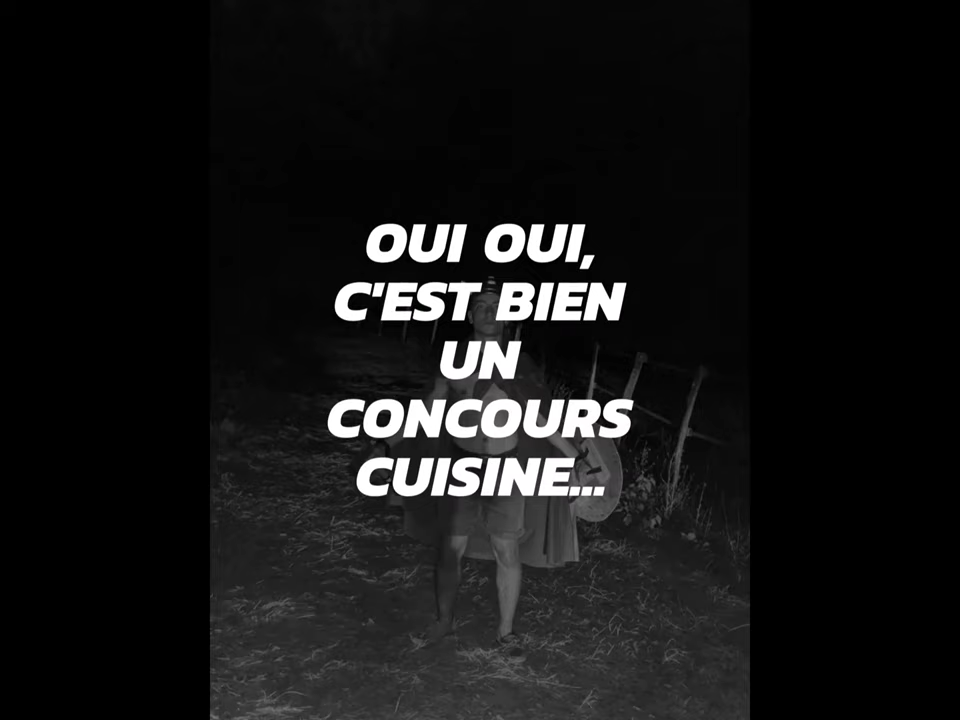 OUI OUI,
C'EST BIEN
UN
CONCOURS
CUISINE...